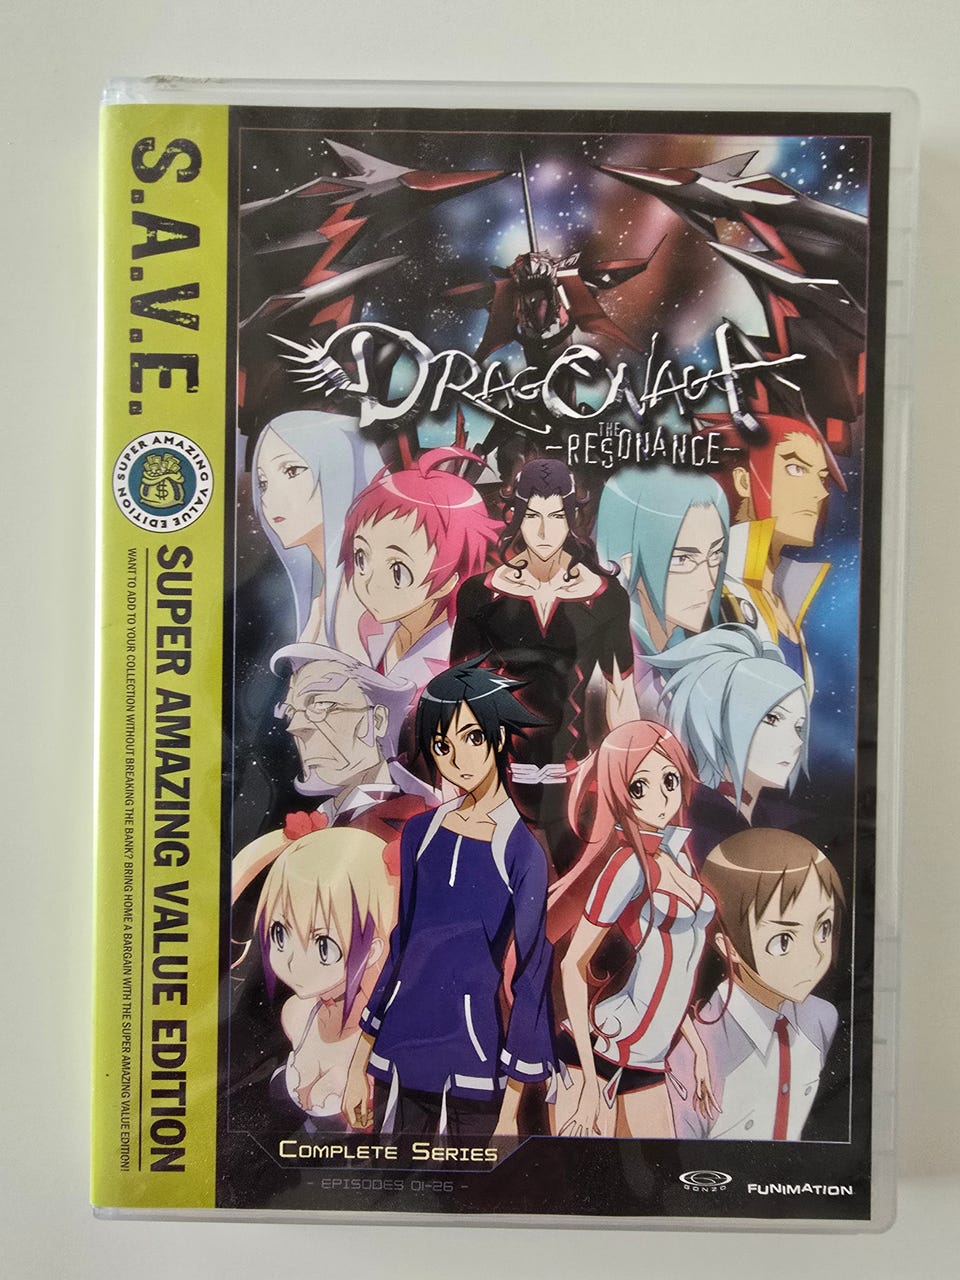 S.A.V.E.
SUPER AMAZING VALUE EDITION
$
SUPER AMAZING VALUE EDITION
WANT TO ADD TO YOUR COLLECTION WITHOUT BREAKING THE BANK? BRING HOME A BARGAIN WITH THE SUPER AMAZING VALUE EDITION!
DRAGONAUT
-THE RESONANCE-
COMPLETE SERIES
- EPISODES 01-26 -
GONZO
FUNIMATION